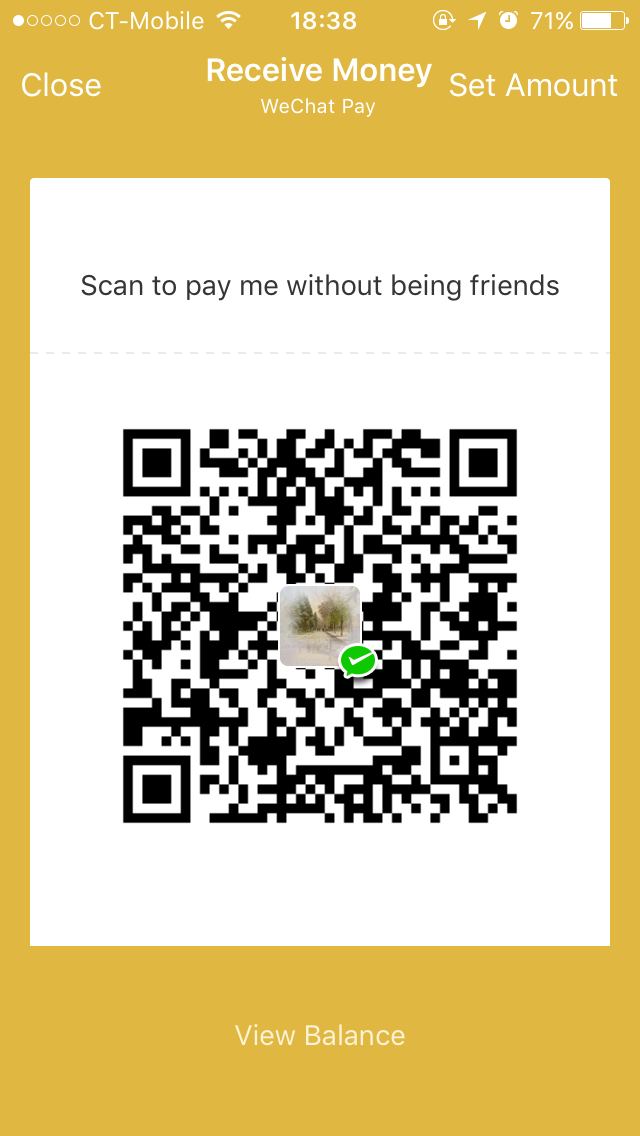 CT-Mobile 18:38 71%
Close Receive Money Set Amount
WeChat Pay
Scan to pay me without being friends
View Balance